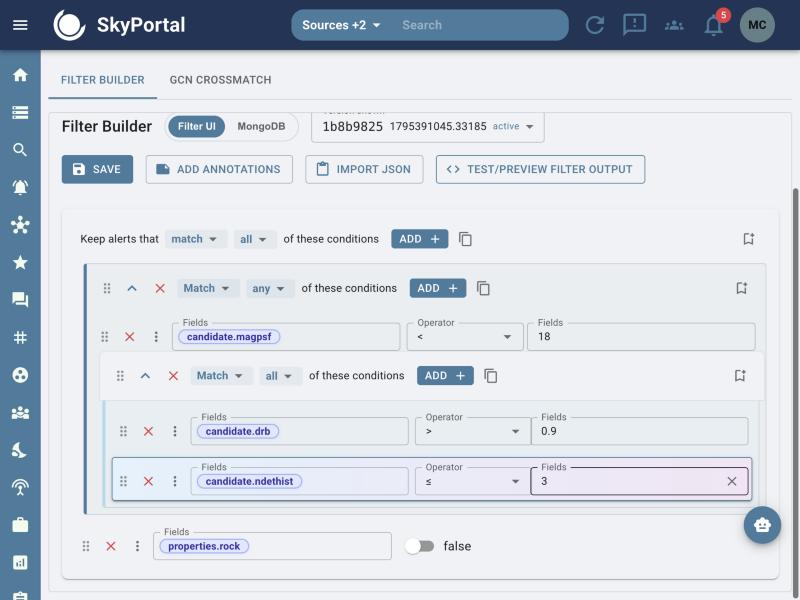 SkyPortal
Sources +2
Search
5
MC
FILTER BUILDER
GCN CROSSMATCH
Filter Builder
Filter UI
MongoDB
1b8b9825 1795391045.33185 active
SAVE
ADD ANNOTATIONS
IMPORT JSON
<> TEST/PREVIEW FILTER OUTPUT
Keep alerts that match all of these conditions ADD +
Match any of these conditions ADD +
Fields Operator Fields
candidate.magpsf < 18
Match all of these conditions ADD +
Fields Operator Fields
candidate.drb > 0.9
Fields Operator Fields
candidate.ndethist ≤ 3
Fields
properties.rock false